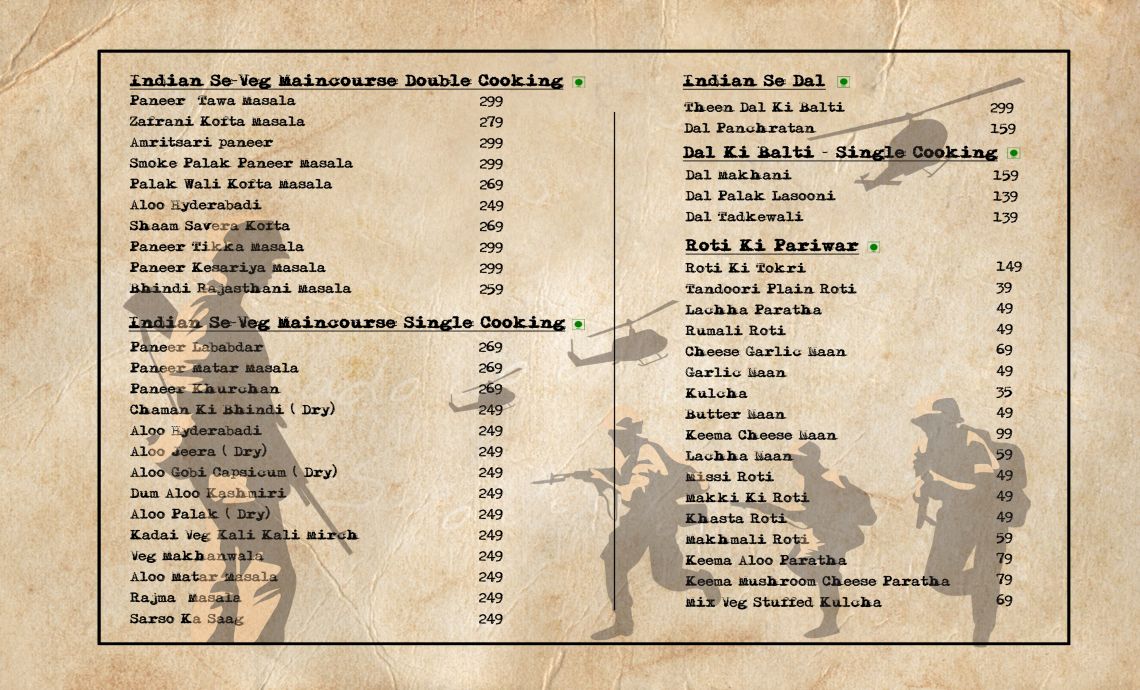 Indian Se-Veg Maincourse Double Cooking
Paneer Tawa Masala 299
Zafrani Kofta Masala 279
Amritsari paneer 299
Smoke Palak Paneer Masala 299
Palak Wali Kofta Masala 269
Aloo Hyderabadi 249
Shaam Savera Kofta 269
Paneer Tikka Masala 299
Paneer Kesariya Masala 299
Bhindi Rajasthani Masala 259
Indian Se-Veg Maincourse Single Cooking
Paneer Lababdar 269
Paneer Matar Masala 269
Paneer Khurchan 269
Chaman Ki Bhindi ( Dry) 249
Aloo Hyderabadi 249
Aloo Jeera ( Dry) 249
Aloo Gobi Capsicum ( Dry) 249
Dum Aloo Kashmiri 249
Aloo Palak ( Dry) 249
Kadai Veg Kali Kali Mirch 249
Veg Makhanwala 249
Aloo Matar Masala 249
Rajma Masala 249
Sarso Ka Saag 249
Indian Se Dal
Theen Dal Ki Balti 299
Dal Panchratan 159
Dal Ki Balti - Single Cooking
Dal Makhani 159
Dal Palak Lasooni 139
Dal Tadkewali 139
Roti Ki Pariwar
Roti Ki Tokri 149
Tandoori Plain Roti 39
Lachha Paratha 49
Rumali Roti 49
Cheese Garlic Naan 69
Garlic Naan 49
Kulcha 35
Butter Naan 49
Keema Cheese Naan 99
Lachha Naan 59
Missi Roti 49
Makki Ki Roti 49
Khasta Roti 49
Makhmali Roti 59
Keema Aloo Paratha 79
Keema Mushroom Cheese Paratha 79
Mix Veg Stuffed Kulcha 69